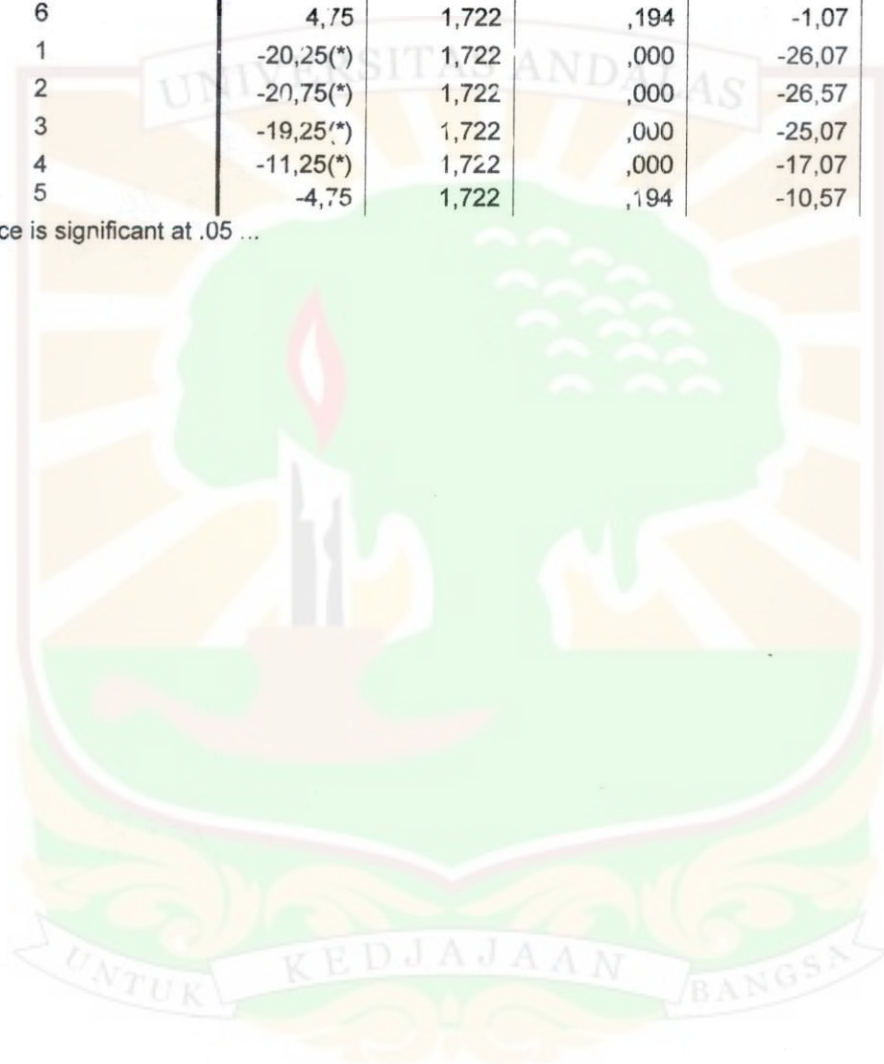 6 4,75 1,722 ,194 -1,07
1 -20,25(*) 1,722 ,000 -26,07
2 -20,75(*) 1,722 ,000 -26,57
3 -19,25(*) 1,722 ,000 -25,07
4 -11,25(*) 1,722 ,000 -17,07
5 -4,75 1,722 ,194 -10,57
ce is significant at .05 ...
UNIVERSITAS ANDALAS
UNTUK KEDJAJAAN BANGSA